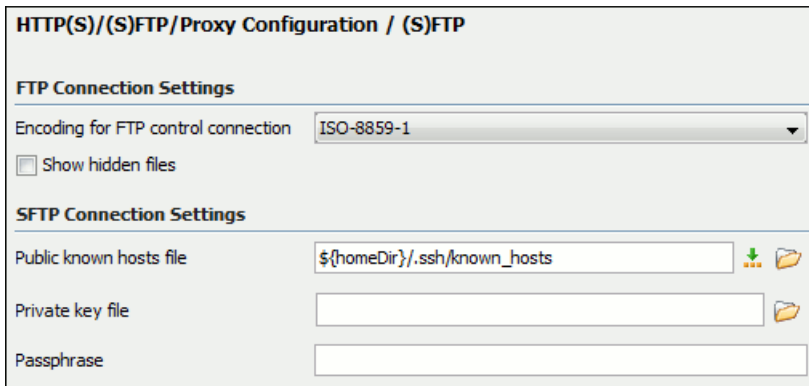 HTTP(S)/(S)FTP/Proxy Configuration / (S)FTP
FTP Connection Settings
Encoding for FTP control connection ISO-8859-1
Show hidden files
SFTP Connection Settings
Public known hosts file ${homeDir}/.ssh/known_hosts
Private key file
Passphrase